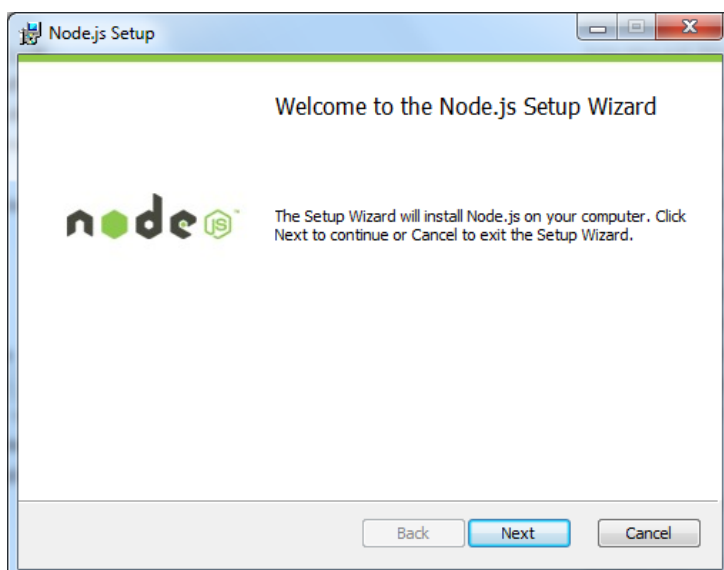 Node.js Setup
Welcome to the Node.js Setup Wizard
node JS™
The Setup Wizard will install Node.js on your computer. Click
Next to continue or Cancel to exit the Setup Wizard.
Back Next Cancel